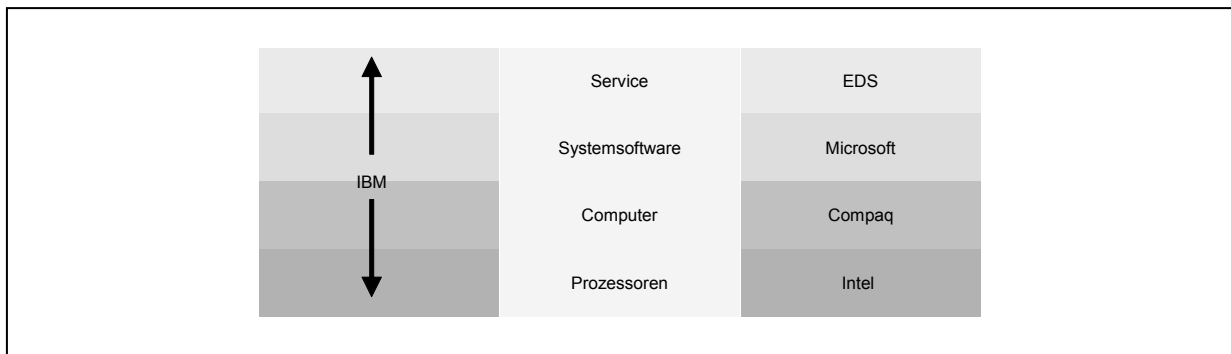 Service EDS
Systemsoftware Microsoft
IBM
Computer Compaq
Prozessoren Intel